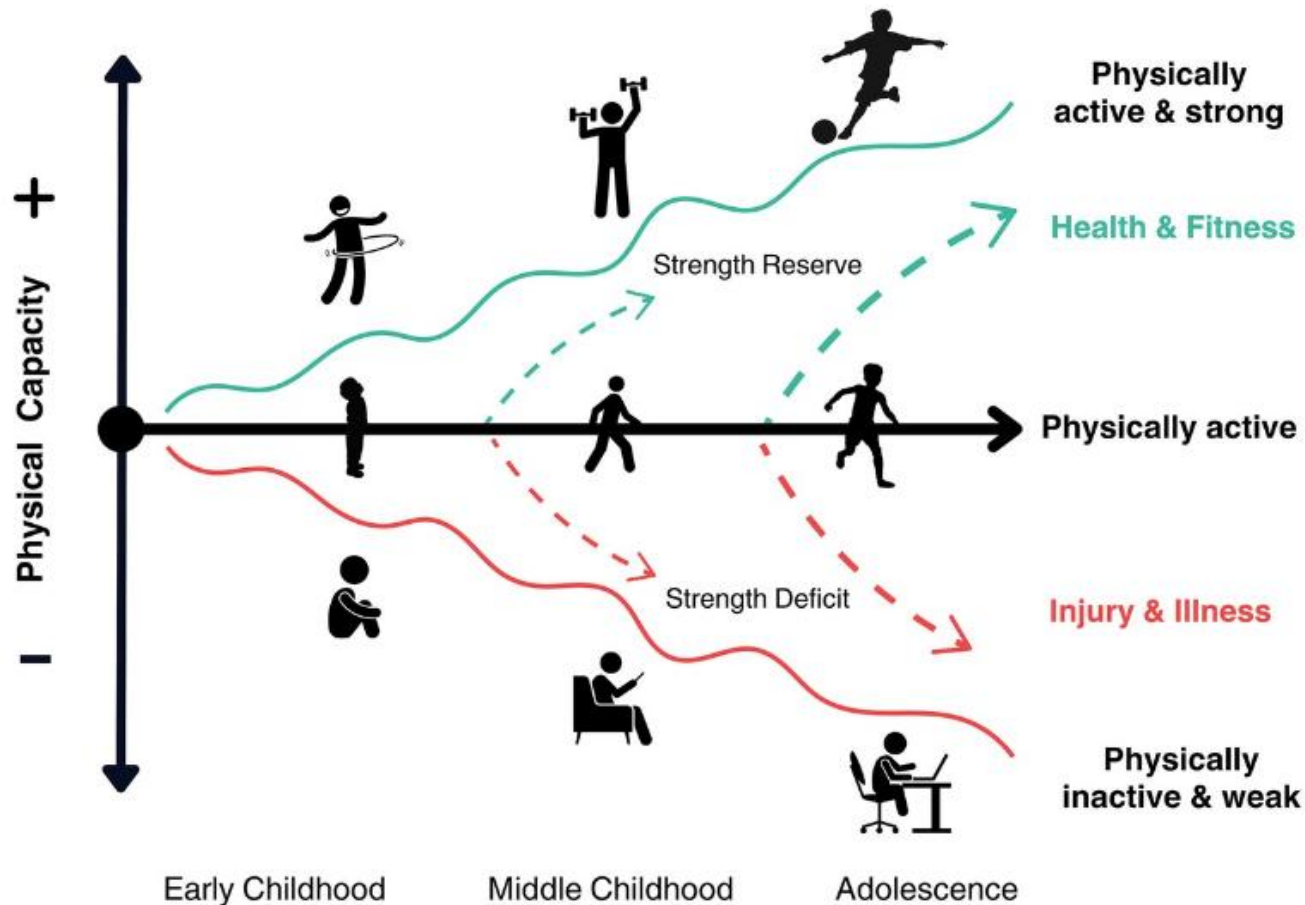 Physically
active & strong
+
Health & Fitness
Strength Reserve
Physical Capacity
Physically active
Strength Deficit
Injury & Illness
-
Physically
inactive & weak
Early Childhood
Middle Childhood
Adolescence